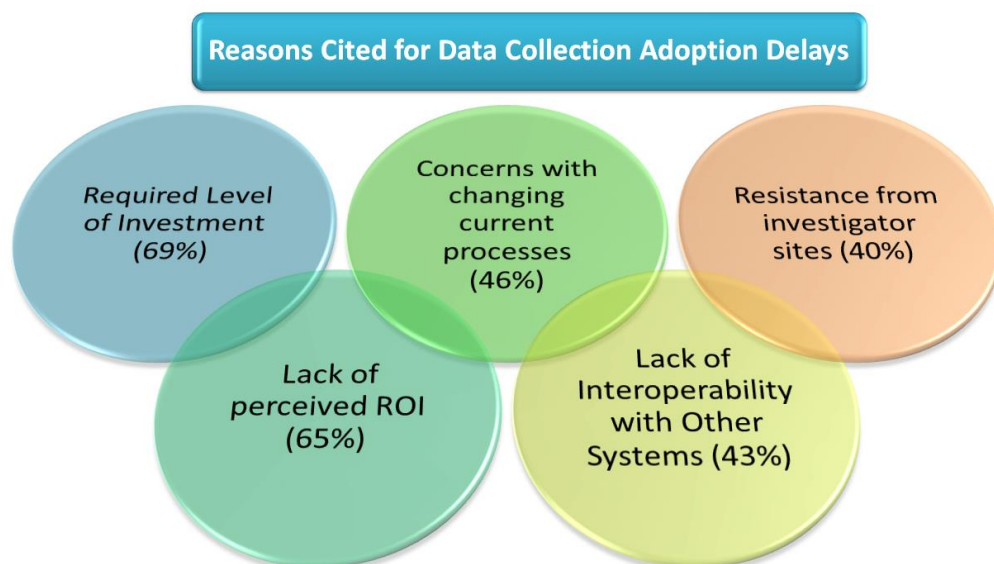 Reasons Cited for Data Collection Adoption Delays
Required Level
of Investment
(69%)
Concerns with
changing
current
processes
(46%)
Resistance from
investigator
sites (40%)
Lack of
perceived ROI
(65%)
Lack of
Interoperability
with Other
Systems (43%)